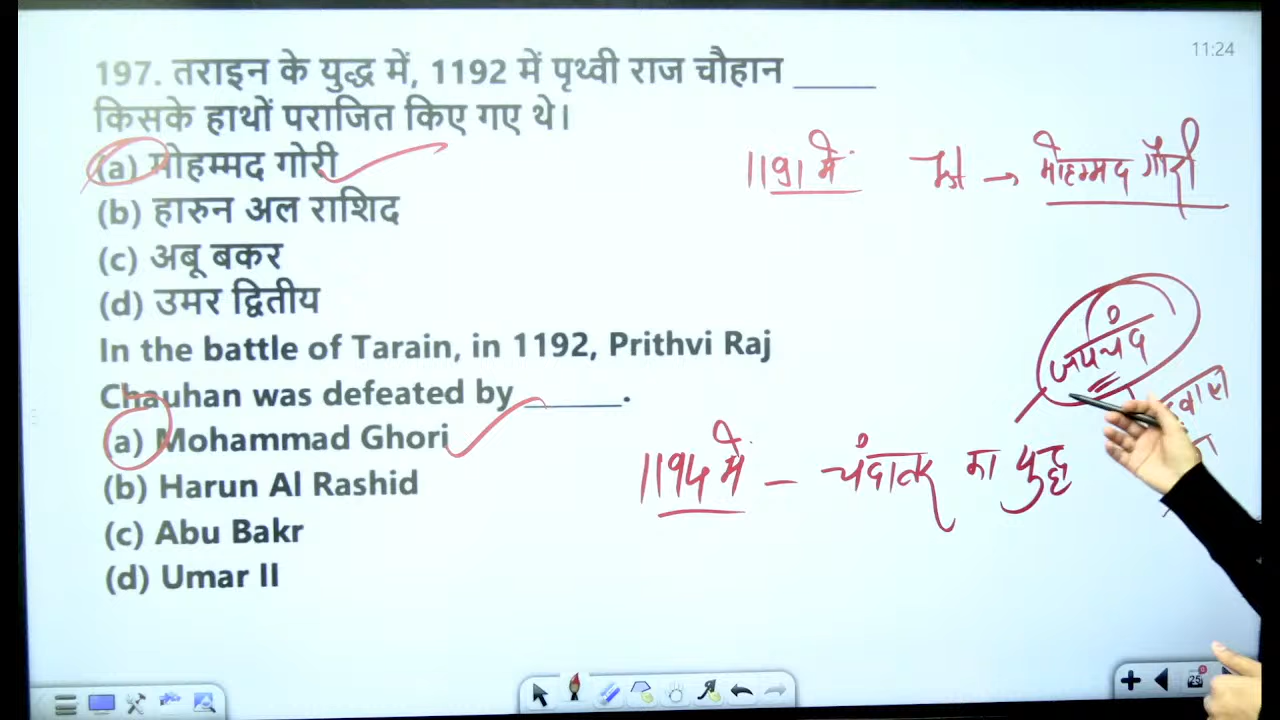 11:24
197. तराइन के युद्ध में, 1192 में पृथ्वी राज चौहान _____
किसके हाथों पराजित किए गए थे।
(a) मोहम्मद गोरी
(b) हारुन अल राशिद
(c) अबू बकर
(d) उमर द्वितीय
In the battle of Tarain, in 1192, Prithvi Raj
Chauhan was defeated by ______.
(a) Mohammad Ghori
(b) Harun Al Rashid
(c) Abu Bakr
(d) Umar II
1191 में → मोहम्मद गौरी
जयचंद
1194 में – चंदावर का युद्ध
25